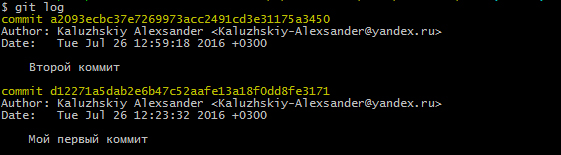 $ git log
commit a2093ecbc37e7269973acc2491cd3e31175a3450
Author: Kaluzhskiy Alexsander <Kaluzhskiy-Alexsander@yandex.ru>
Date:   Tue Jul 26 12:59:18 2016 +0300
Второй коммит
commit d12271a5dab2e6b47c52aafe13a18f0dd8fe3171
Author: Kaluzhskiy Alexsander <Kaluzhskiy-Alexsander@yandex.ru>
Date:   Tue Jul 26 12:23:32 2016 +0300
Мой первый коммит